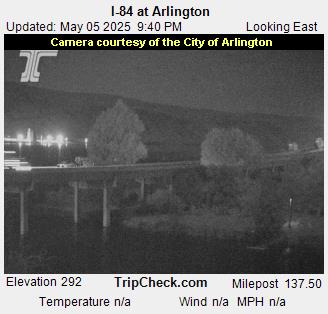 I-84 at Arlington
Updated: May 05 2025 9:40 PM Looking East
Camera courtesy of the City of Arlington
Elevation 292 TripCheck.com Milepost 137.50
Temperature n/a Wind n/a MPH n/a